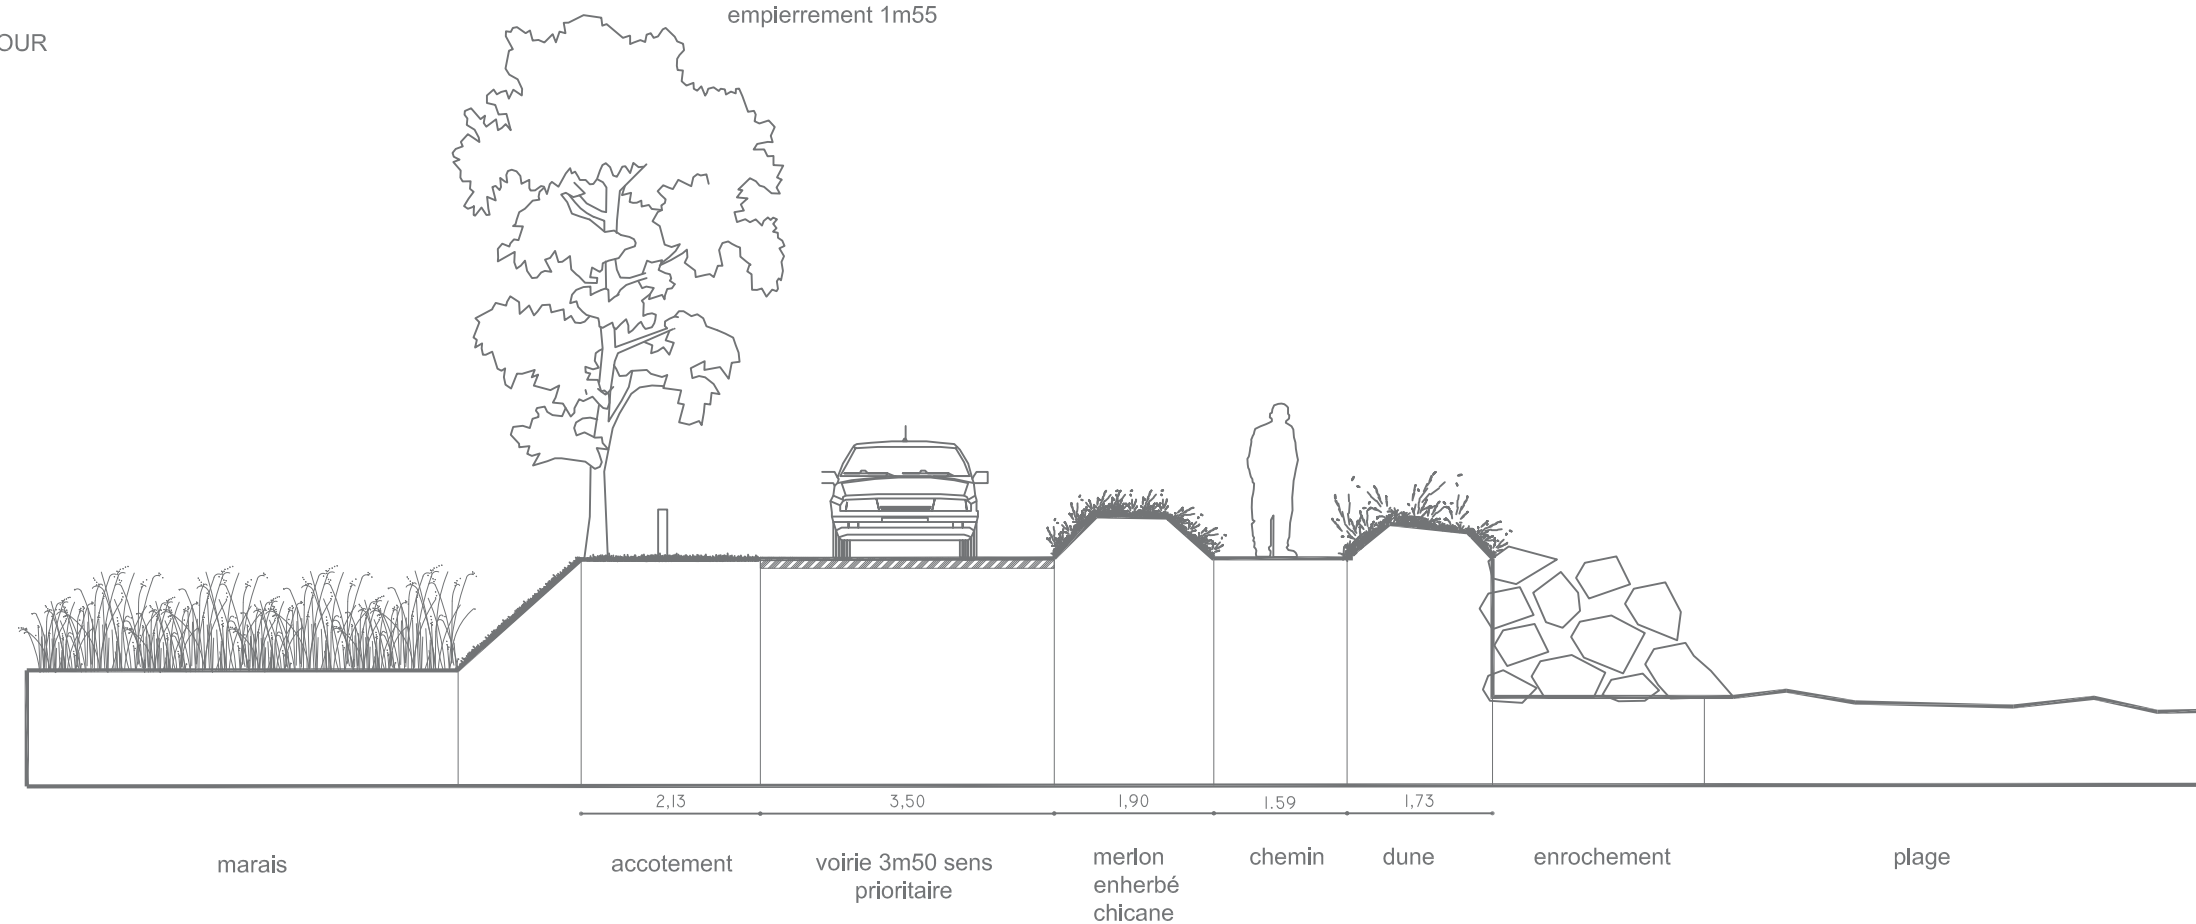 empierrement 1m55
OUR
2,13
3,50
1,90
1.59
1,73
marais
accotement
voirie 3m50 sens
prioritaire
merlon
enherbé
chicane
chemin
dune
enrochement
plage